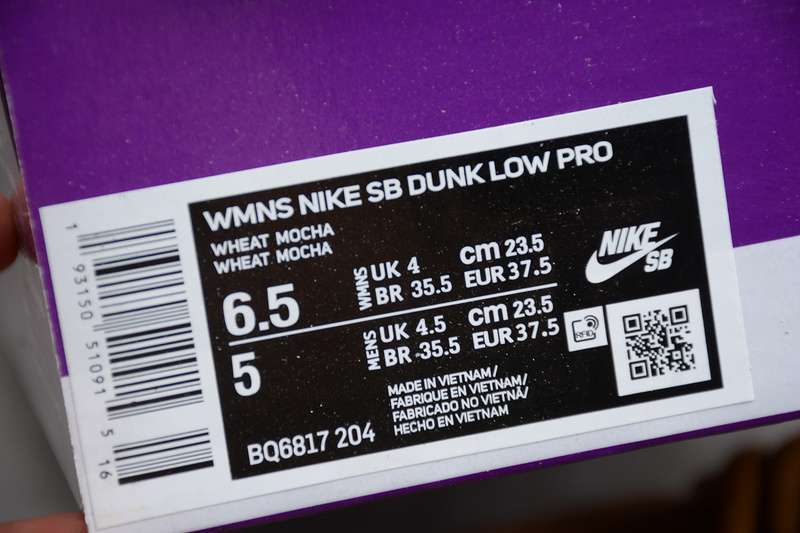 WMNS NIKE SB DUNK LOW PRO
WHEAT MOCHA
WHEAT MOCHA
6.5
WMNS
UK 4 cm 23.5
BR 35.5 EUR 37.5
5
MENS
UK 4.5 cm 23.5
BR 35.5 EUR 37.5
MADE IN VIETNAM/
FABRIQUE EN VIETNAM/
FABRICADO NO VIETNÃ/
HECHO EN VIETNAM
BQ6817 204
NIKE
SB
RFID
1 93150 51091 5 16